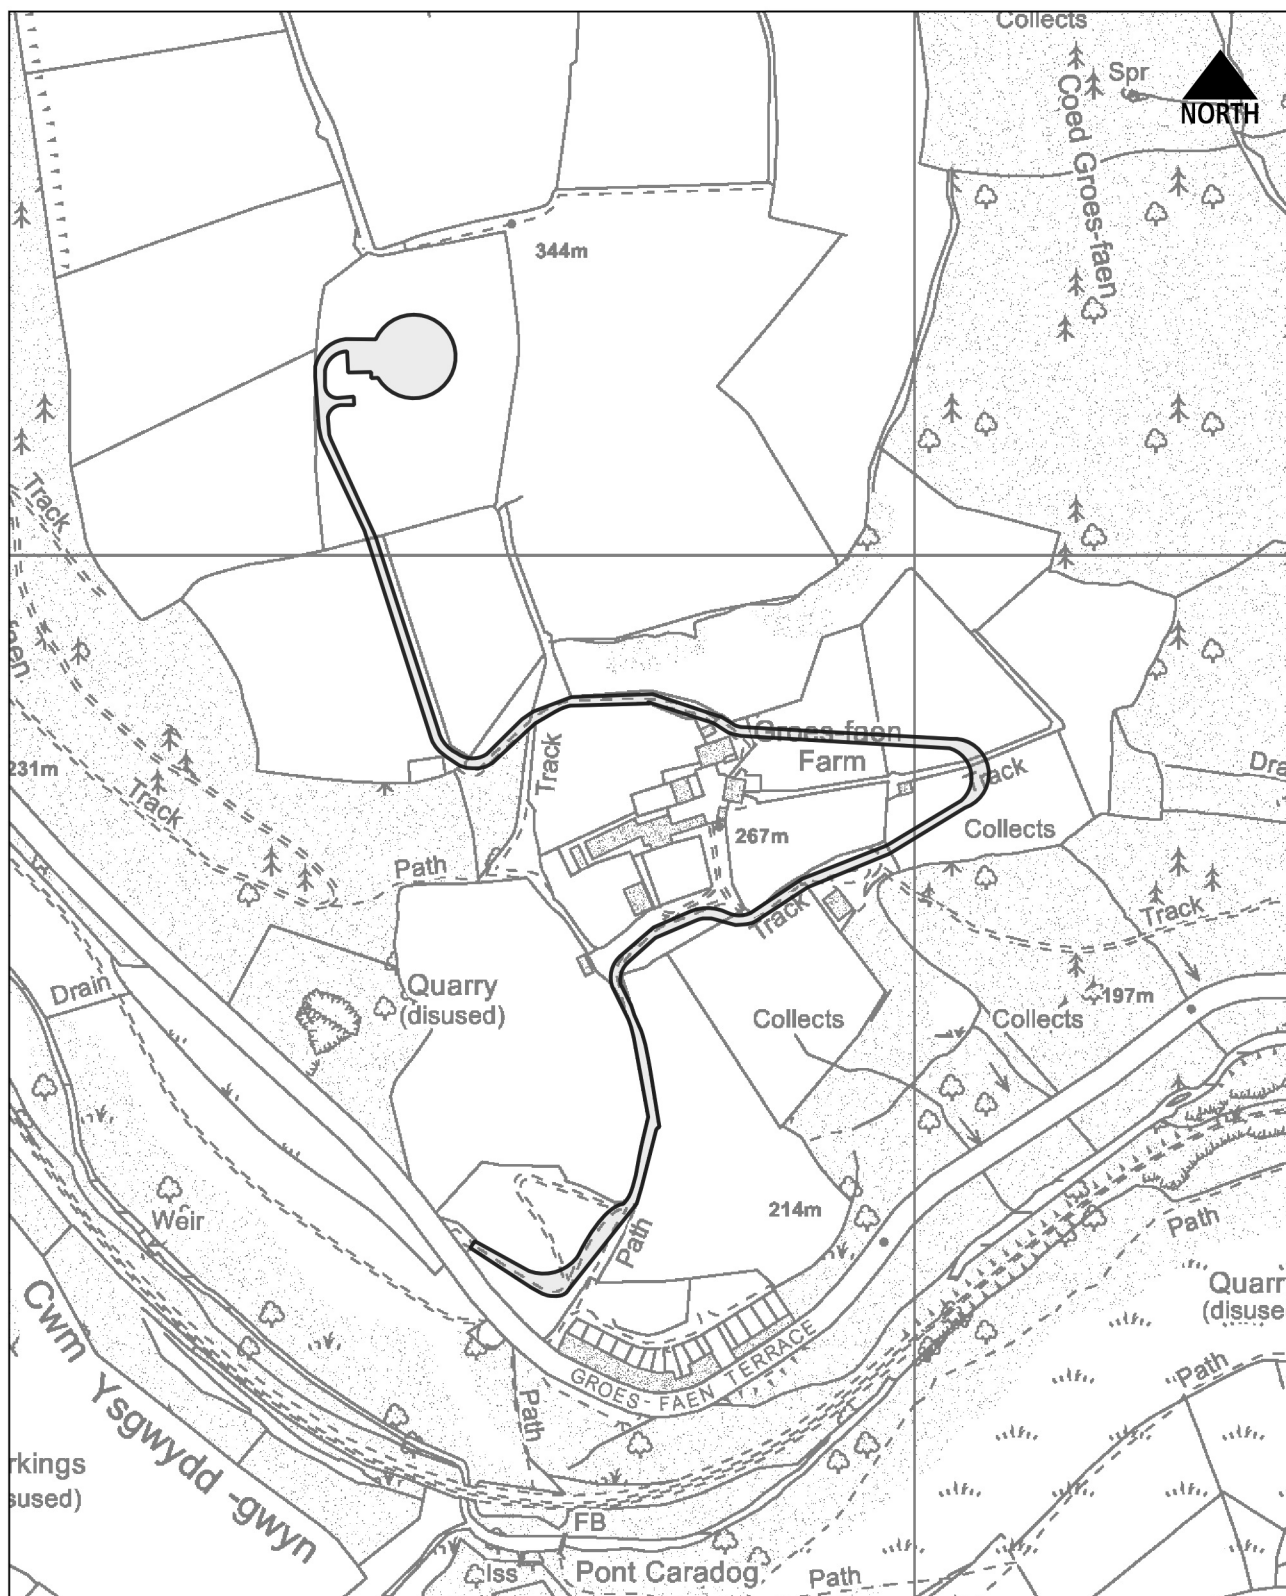 Collects
Spr
NORTH
Coed Groes-faen
344m
Track
231m
Track
Track
Groes-faen
Farm
Track
Dra
267m
Collects
Path
Track
Track
Drain
Quarry
(disused)
Collects
Collects
197m
Weir
214m
Path
Path
Quarr
(disuse
Cwm
Ysgwydd -gwyn
GROES-FAEN TERRACE
Path
Path
rkings
sused)
FB
Iss
Pont Caradog
Path